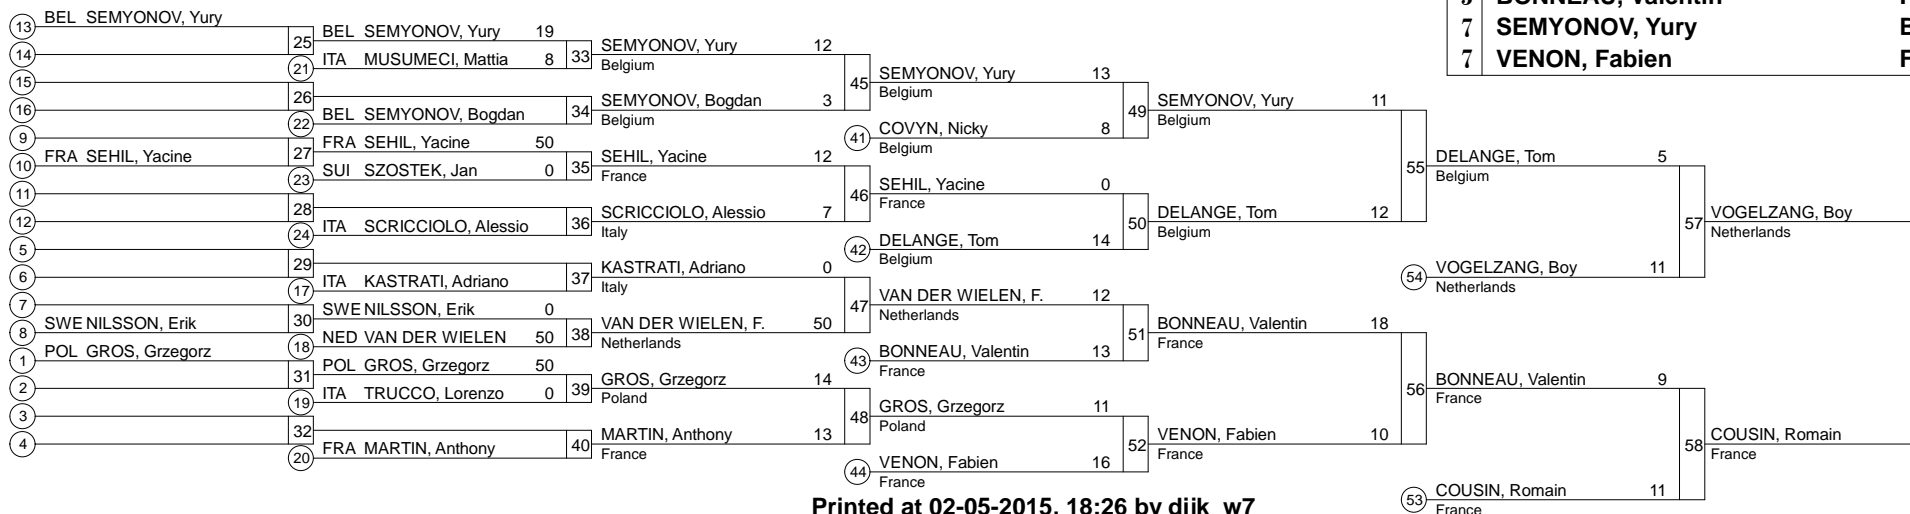 13 BEL SEMYONOV, Yury
14
15
16
9
10 FRA SEHIL, Yacine
11
12
5
6
7
8 SWE NILSSON, Erik
1 POL GROS, Grzegorz
2
3
4
25 BEL SEMYONOV, Yury 19
21 ITA MUSUMECI, Mattia 8
26
22 BEL SEMYONOV, Bogdan
27 FRA SEHIL, Yacine 50
23 SUI SZOSTEK, Jan 0
28
24 ITA SCRICCIOLO, Alessio
29
17 ITA KASTRATI, Adriano
30 SWE NILSSON, Erik 0
18 NED VAN DER WIELEN 50
31 POL GROS, Grzegorz 50
19 ITA TRUCCO, Lorenzo 0
32
20 FRA MARTIN, Anthony
33 SEMYONOV, Yury 12
Belgium
34 SEMYONOV, Bogdan 3
Belgium
35 SEHIL, Yacine 12
France
36 SCRICCIOLO, Alessio 7
Italy
37 KASTRATI, Adriano 0
Italy
38 VAN DER WIELEN, F. 50
Netherlands
39 GROS, Grzegorz 14
Poland
40 MARTIN, Anthony 13
France
45 SEMYONOV, Yury 13
Belgium
41 COVYN, Nicky 8
Belgium
46 SEHIL, Yacine 0
France
42 DELANGE, Tom 14
Belgium
47 VAN DER WIELEN, F. 12
Netherlands
43 BONNEAU, Valentin 13
France
48 GROS, Grzegorz 11
Poland
44 VENON, Fabien 16
France
49 SEMYONOV, Yury 11
Belgium
50 DELANGE, Tom 12
Belgium
51 BONNEAU, Valentin 18
France
52 VENON, Fabien 10
France
55 DELANGE, Tom 5
Belgium
54 VOGELZANG, Boy 11
Netherlands
56 BONNEAU, Valentin 9
France
53 COUSIN, Romain 11
France
57 VOGELZANG, Boy
Netherlands
58 COUSIN, Romain
France
BONNEAU, Valentin
7 SEMYONOV, Yury
7 VENON, Fabien
Printed at 02-05-2015, 18:26 by dijk_w7